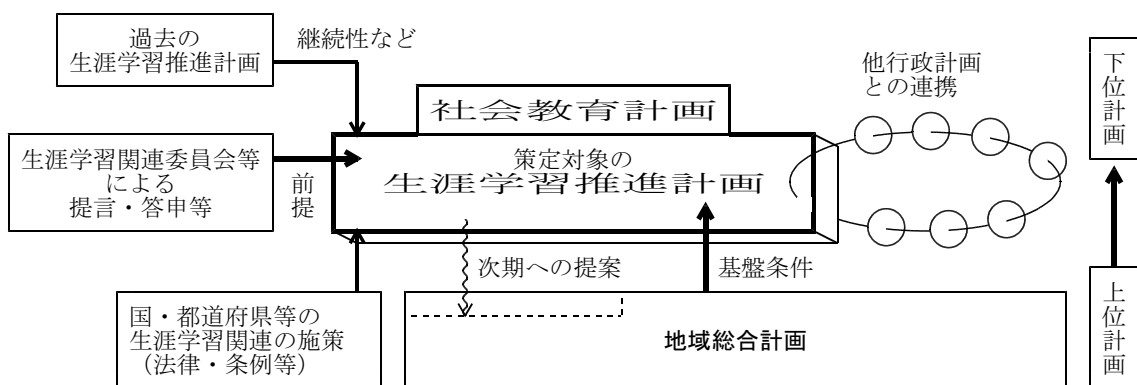 過去の
生涯学習推進計画
継続性など
他行政計画
との連携
下位計画
社会教育計画
生涯学習関連委員会等
による
提言・答申等
前提
策定対象の
生涯学習推進計画
次期への提案
基盤条件
国・都道府県等の
生涯学習関連の施策
（法律・条例等）
地域総合計画
上位計画